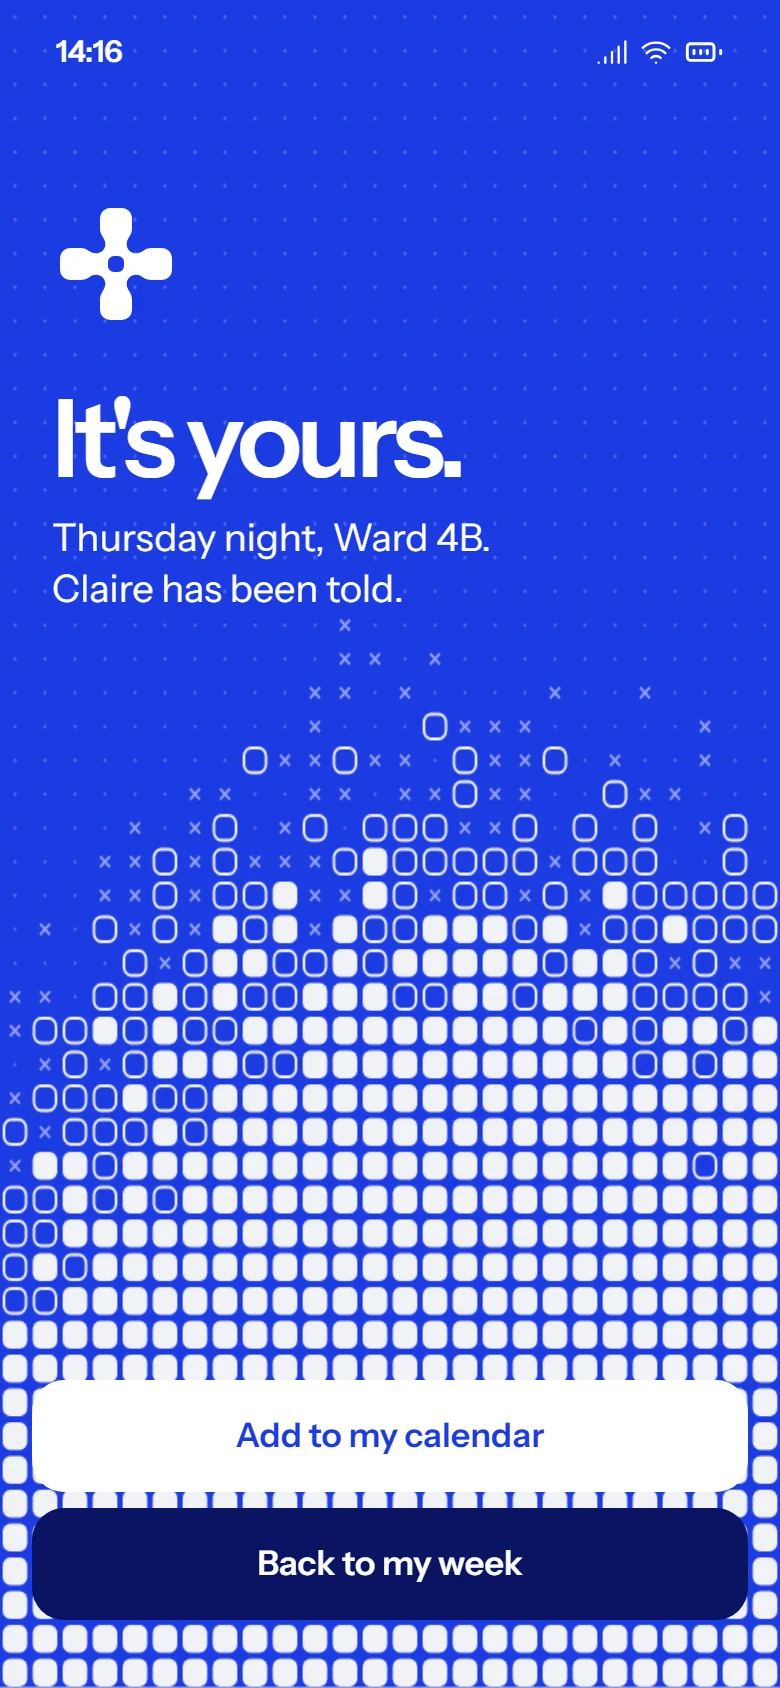 14:16
It's yours.
Thursday night, Ward 4B.
Claire has been told.
Add to my calendar
Back to my week